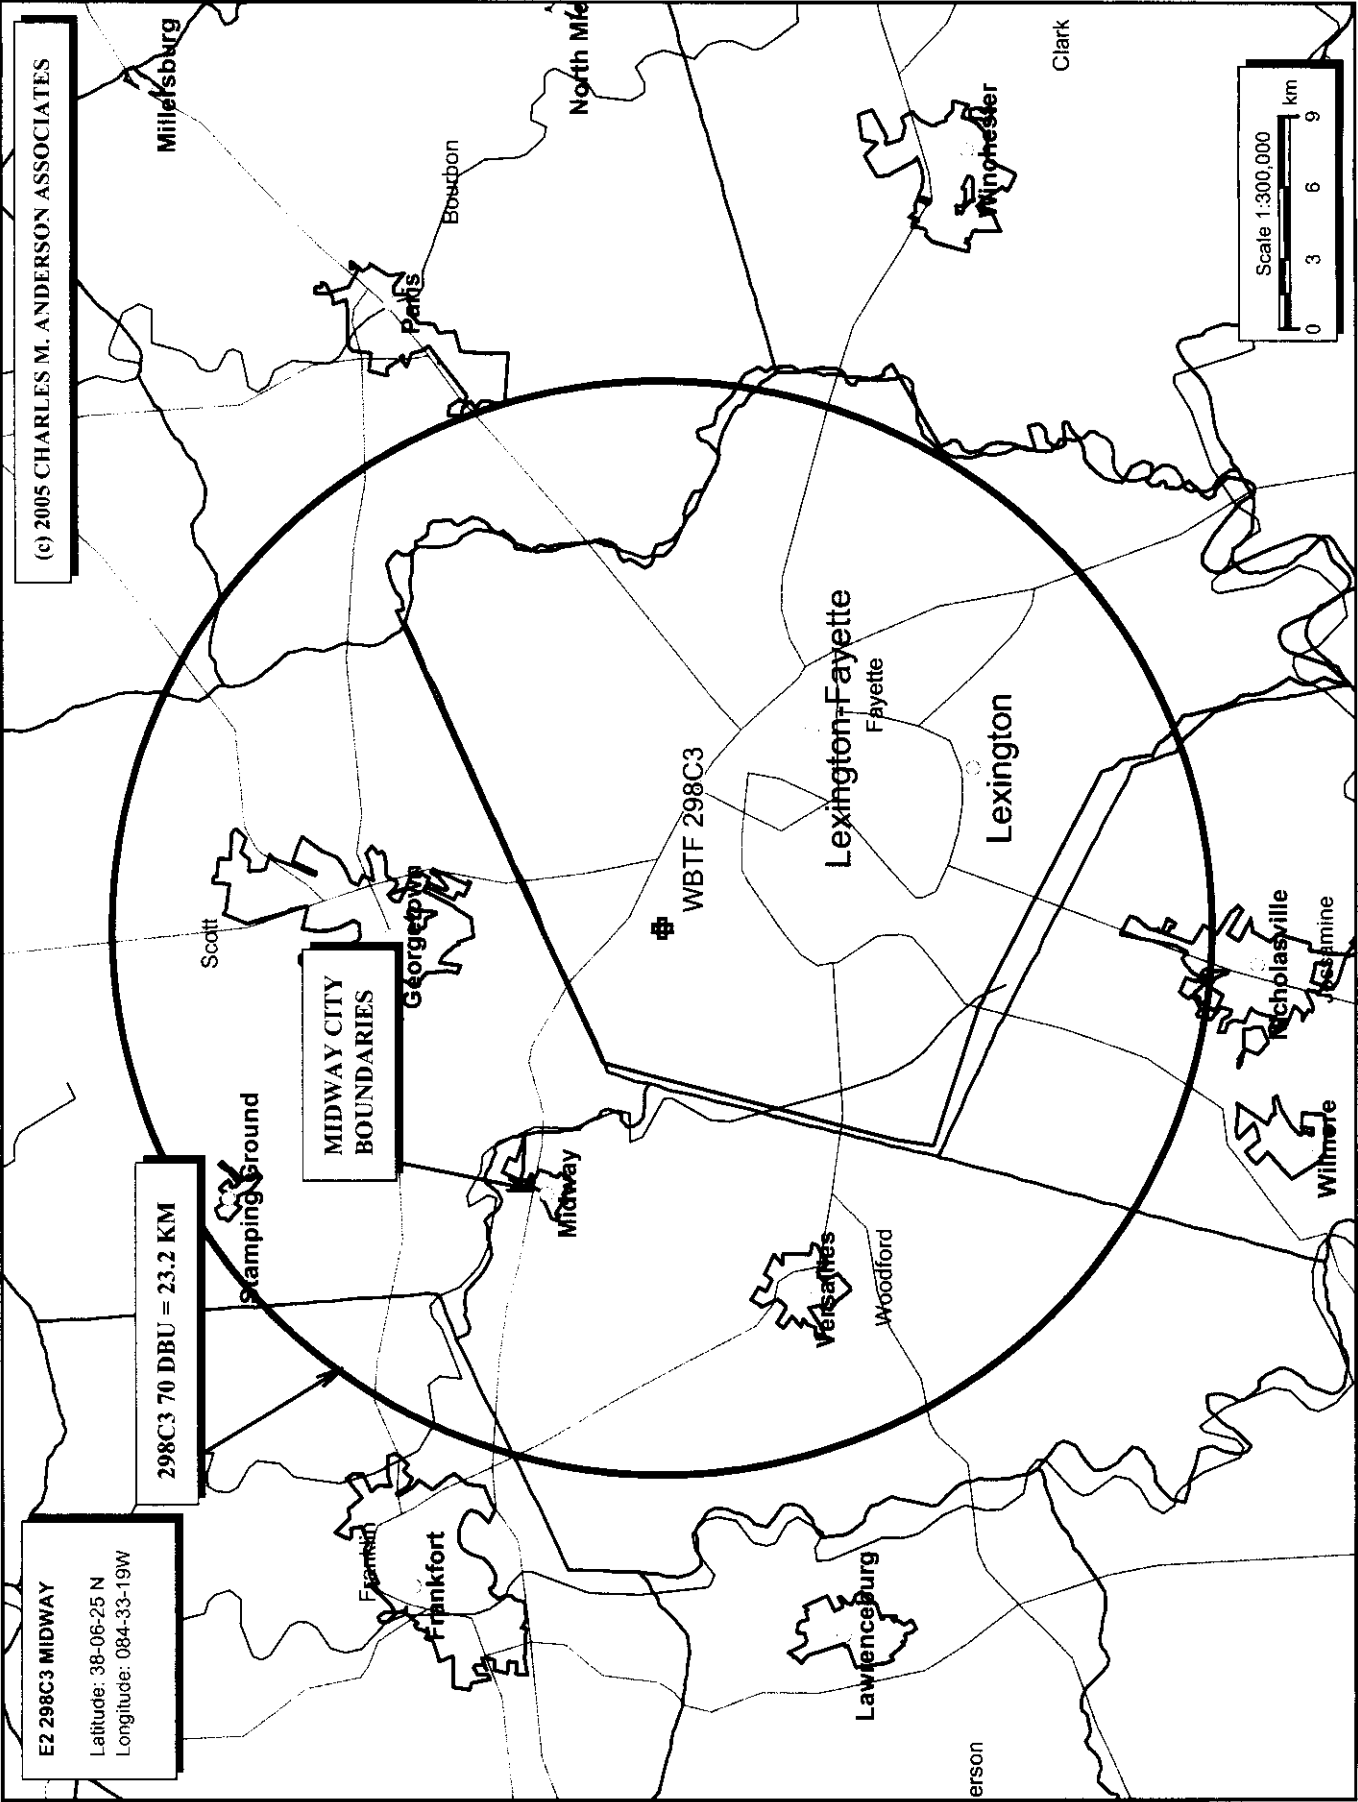 E2 298C3 MIDWAY
Latitude: 38-06-25 N
Longitude: 084-33-19W
298C3 70 DBU = 23.2 KM
(c) 2005 CHARLES M. ANDERSON ASSOCIATES
Millersburg
Stamping Ground
Scott
MIDWAY CITY
BOUNDARIES
Georgetown
Paris
Bourbon
North Mi
Franklin
Frankfort
Midway
WBTF 298C3
Versailles
Woodford
Lexington-Fayette
Fayette
Lexington
Winchester
Clark
Lawrenceburg
erson
Wilmore
Nicholasville
Jessamine
Scale 1:300,000
0 3 6 9
km